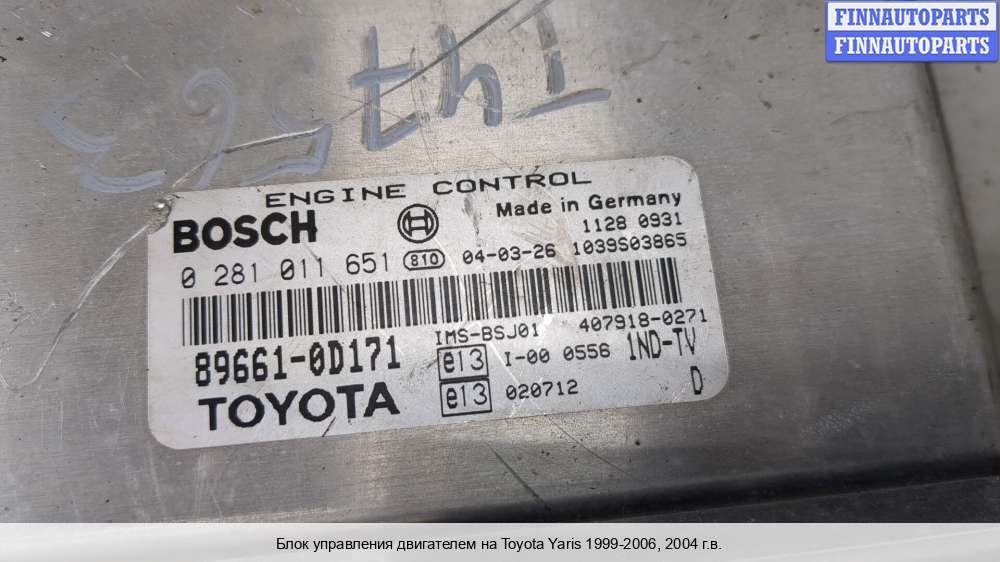 FINNAUTOPARTS
FINNAUTOPARTS
ENGINE CONTROL
BOSCH
Made in Germany
1128 0931
0 281 011 651 810 04-03-26 1039S03865
IMS-BSJ01 407918-0271
89661-0D171 e13 I-00 0556 1ND-TV
TOYOTA e13 020712 D
Блок управления двигателем на Toyota Yaris 1999-2006, 2004 г.в.